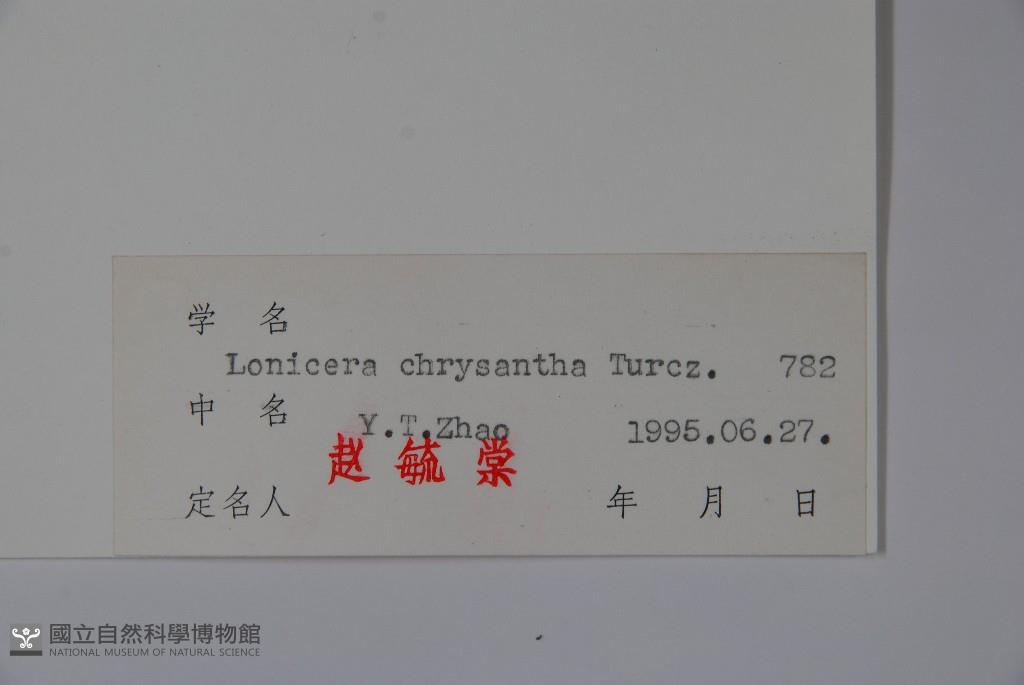 学 名
Lonicera chrysantha Turcz. 782
中 名
Y.T.Zhao 1995.06.27.
赵毓棠
定名人 年 月 日
國立自然科學博物館
NATIONAL MUSEUM OF NATURAL SCIENCE